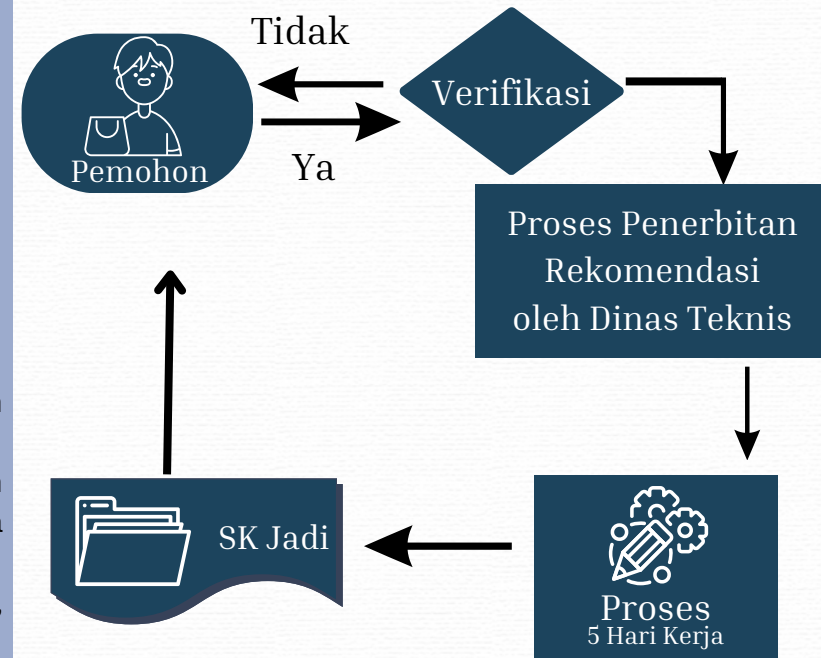 Tidak
Verifikasi
Pemohon
Ya
Proses Penerbitan
Rekomendasi
oleh Dinas Teknis
SK Jadi
Proses
5 Hari Kerja